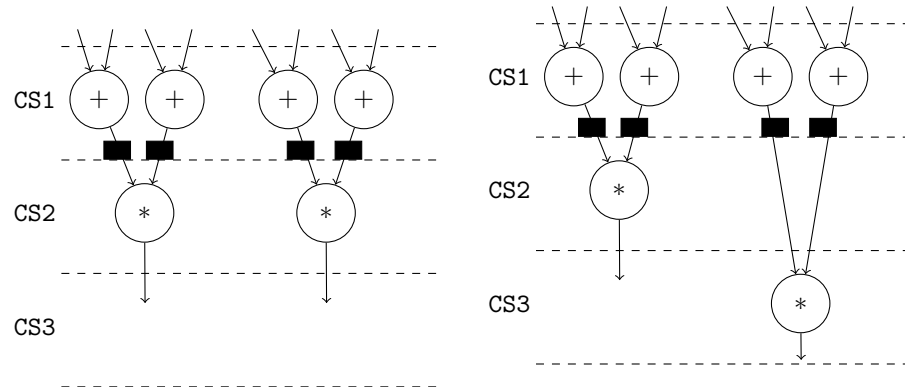 CS1 + + + +
CS2 * *
CS3
CS1 + + + +
CS2 *
CS3 *